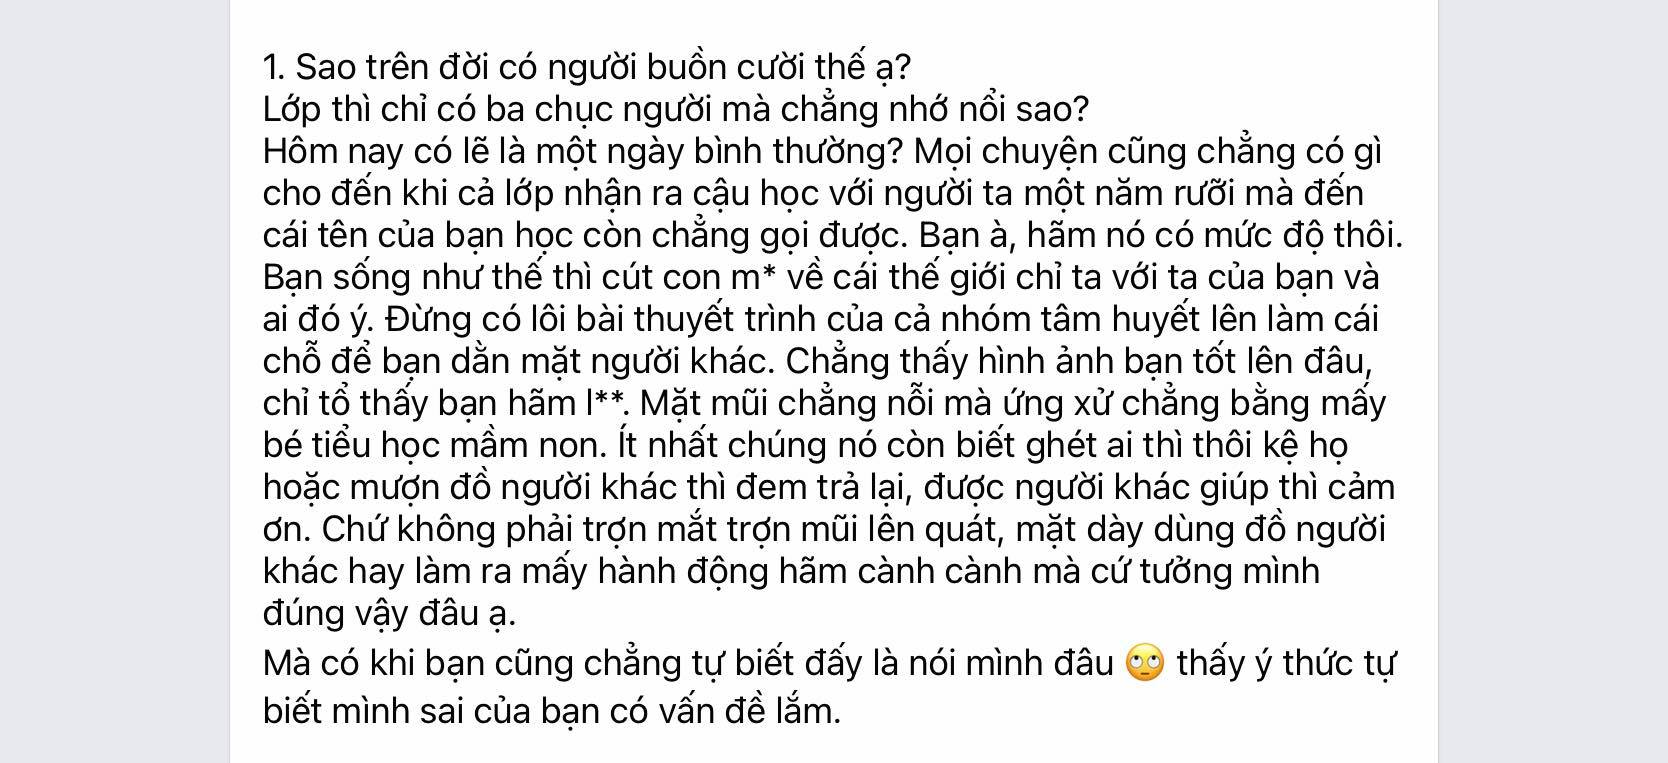 1. Sao trên đời có người buồn cười thế ạ?
Lớp thì chỉ có ba chục người mà chẳng nhớ nổi sao?
Hôm nay có lẽ là một ngày bình thường? Mọi chuyện cũng chẳng có gì
cho đến khi cả lớp nhận ra cậu học với người ta một năm rưỡi mà đến
cái tên của bạn học còn chẳng gọi được. Bạn à, hãm nó có mức độ thôi.
Bạn sống như thế thì cút con m* về cái thế giới chỉ ta với ta của bạn và
ai đó ý. Đừng có lôi bài thuyết trình của cả nhóm tâm huyết lên làm cái
chỗ để bạn dằn mặt người khác. Chẳng thấy hình ảnh bạn tốt lên đâu,
chỉ tổ thấy bạn hãm l**. Mặt mũi chẳng nỗi mà ứng xử chẳng bằng mấy
bé tiểu học mầm non. Ít nhất chúng nó còn biết ghét ai thì thôi kệ họ
hoặc mượn đồ người khác thì đem trả lại, được người khác giúp thì cảm
ơn. Chứ không phải trợn mắt trợn mũi lên quát, mặt dày dùng đồ người
khác hay làm ra mấy hành động hãm cành cành mà cứ tưởng mình
đúng vậy đâu ạ.
Mà có khi bạn cũng chẳng tự biết đấy là nói mình đâu 🙄 thấy ý thức tự
biết mình sai của bạn có vấn đề lắm.